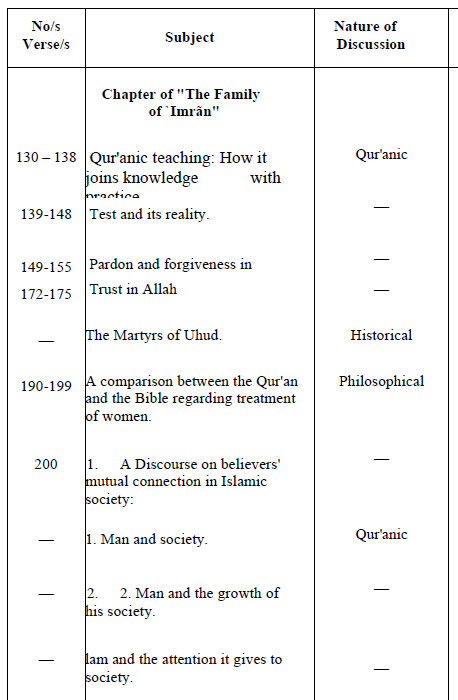 No/s Verse/s Subject Nature of Discussion
Chapter of "The Family
of `Imrãn"
130 – 138 Qur'anic teaching: How it Qur'anic
joins knowledge with
practice
139-148 Test and its reality. —
149-155 Pardon and forgiveness in —
172-175 Trust in Allah —
— The Martyrs of Uhud. Historical
190-199 A comparison between the Qur'an Philosophical
and the Bible regarding treatment
of women.
200 1. A Discourse on believers' —
mutual connection in Islamic
society:
— 1. Man and society. Qur'anic
— 2. 2. Man and the growth of —
his society.
— lam and the attention it gives to —
society.